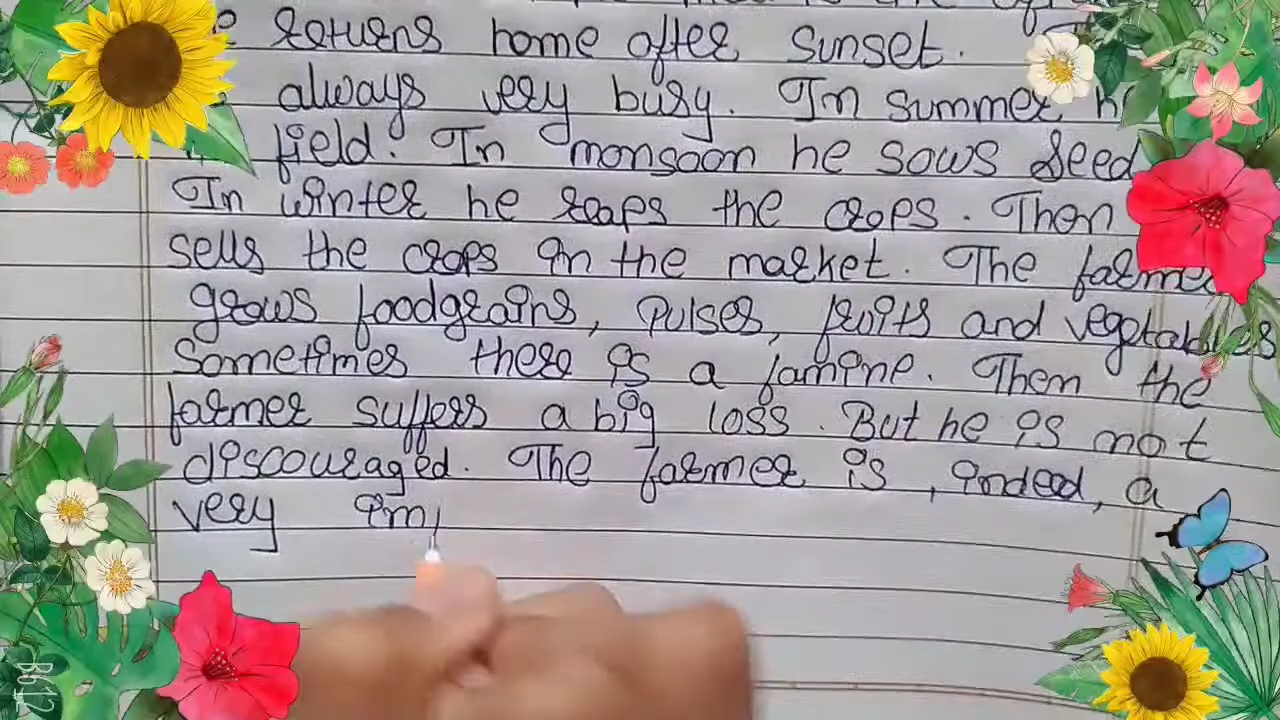 returns home after sunset.
always very busy. In summer h
field. In monsoon he sows seed
In winter he reaps the crops. Then
sells the crops in the market. The farmer
grows foodgrains, pulses, fruits and vegetables
Sometimes there is a famine. Then the
farmer suffers a big loss. But he is not
discouraged. The farmer is, indeed, a
very im
B612